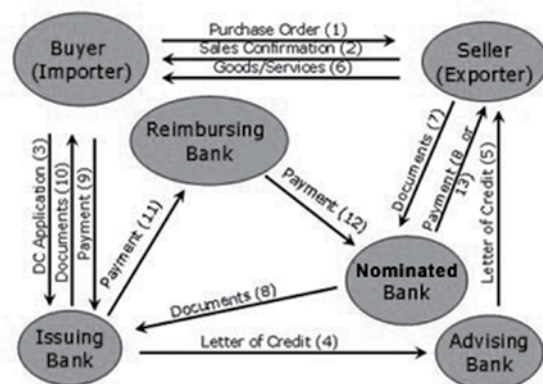 Buyer
(Importer)
Purchase Order (1)
Sales Confirmation (2)
Goods/Services (6)
Seller
(Exporter)
Reimbursing
Bank
DC Application (3)
Documents (10)
Payment (9)
Payment (11)
Payment (12)
Documents (7)
Payment (8 or
13)
Letter of Credit (5)
Nominated
Bank
Documents (8)
Issuing
Bank
Letter of Credit (4)
Advising
Bank